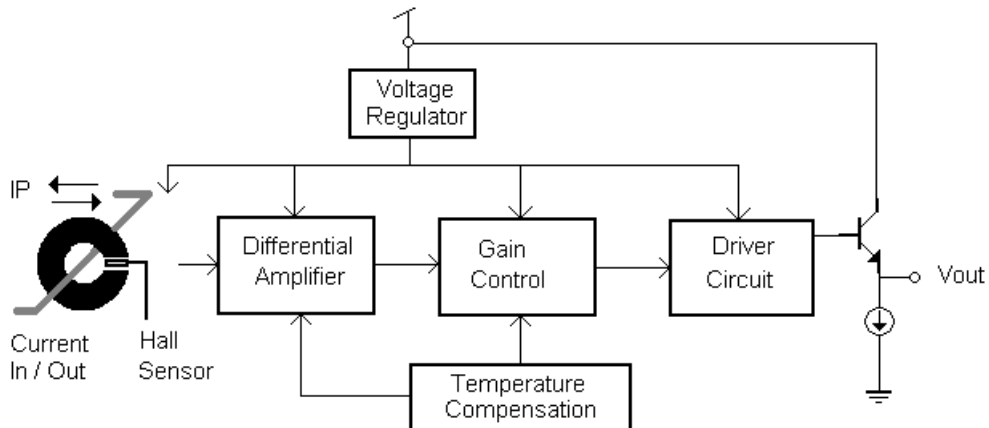 Voltage
Regulator
IP
Differential
Amplifier
Gain
Control
Driver
Circuit
Vout
Current
In / Out
Hall
Sensor
Temperature
Compensation